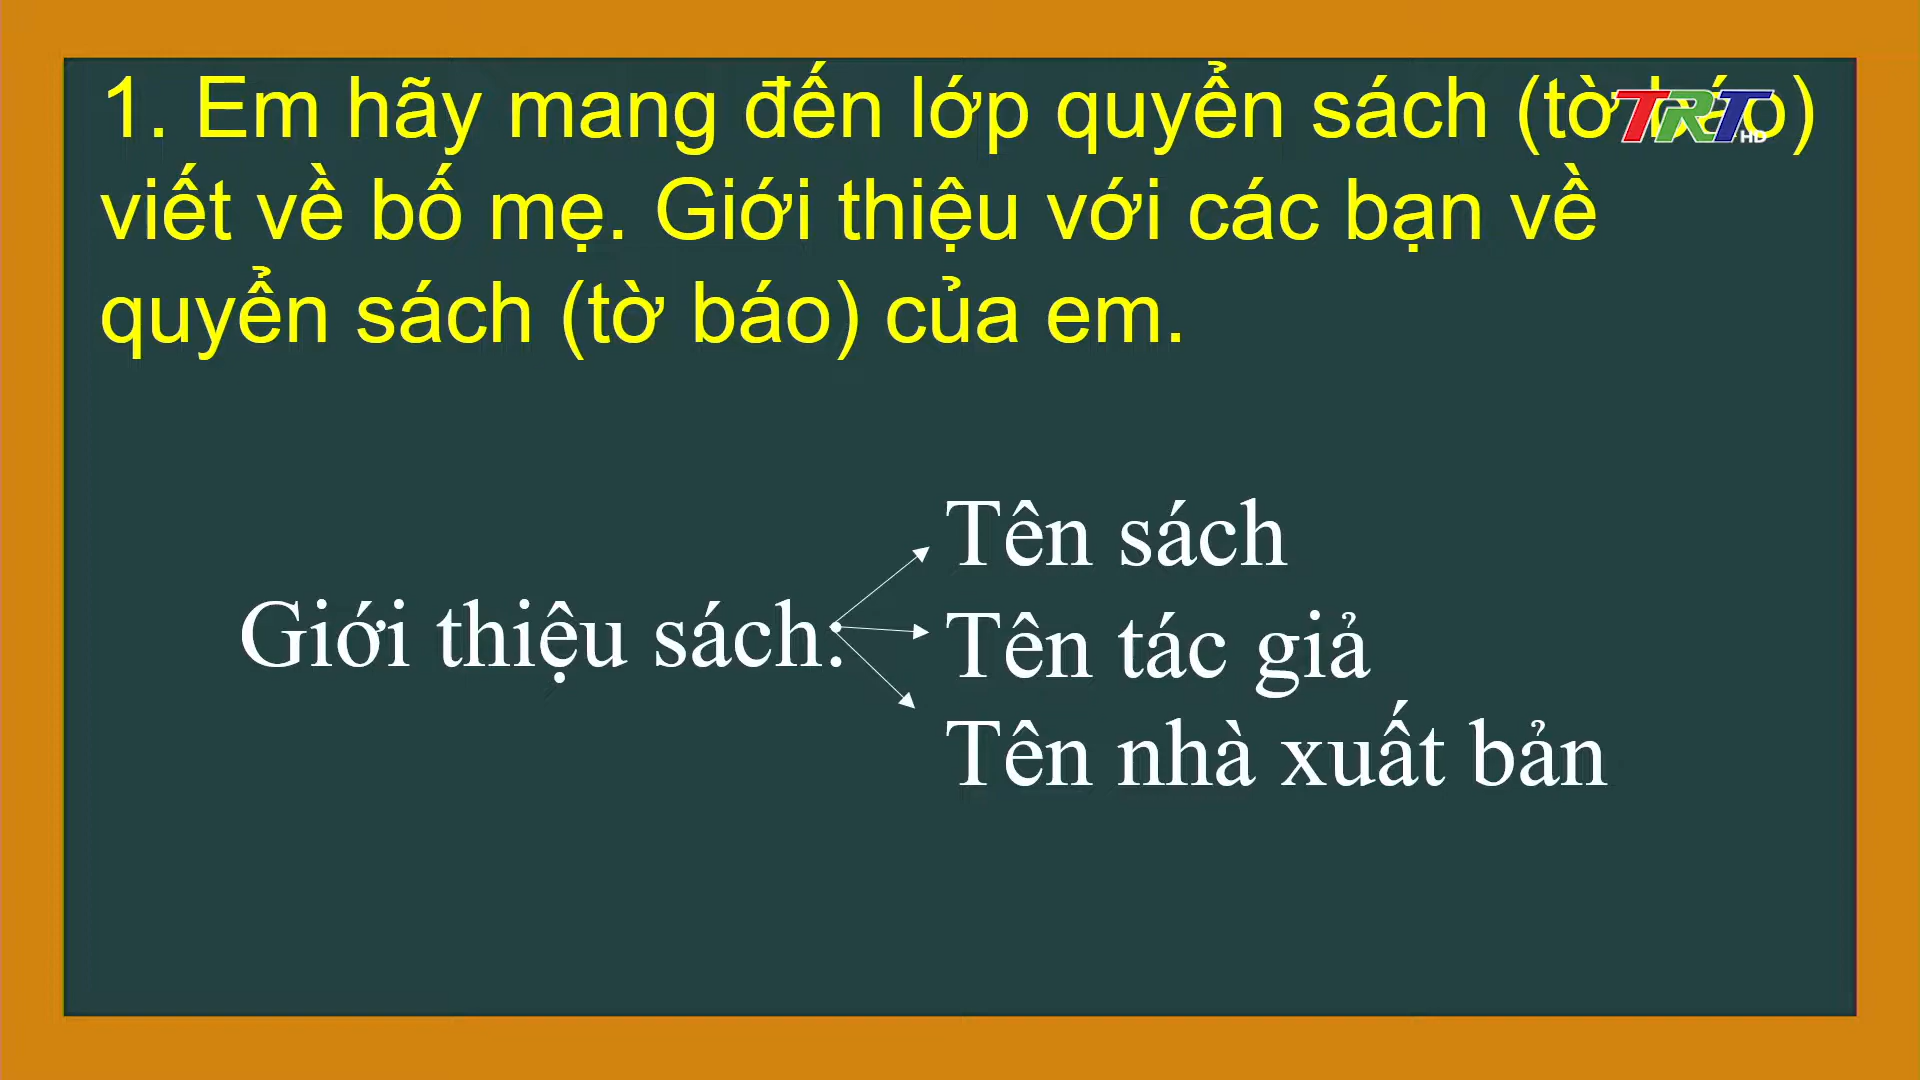 1. Em hãy mang đến lớp quyển sách (tờ báo)
viết về bố mẹ. Giới thiệu với các bạn về
quyển sách (tờ báo) của em.
TRT HD
Tên sách
Giới thiệu sách:
Tên tác giả
Tên nhà xuất bản